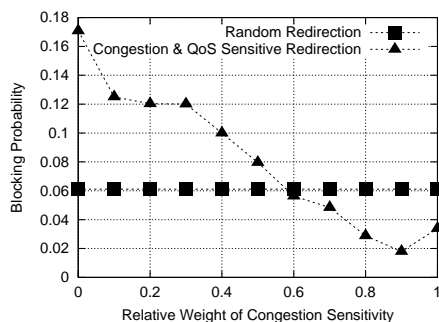 Random Redirection
Congestion & QoS Sensitive Redirection
0.18
0.16
0.14
0.12
0.1
0.08
0.06
0.04
0.02
0
Blocking Probability
0 0.2 0.4 0.6 0.8 1
Relative Weight of Congestion Sensitivity